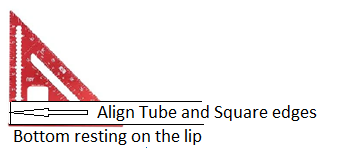 Align Tube and Square edges
Bottom resting on the lip